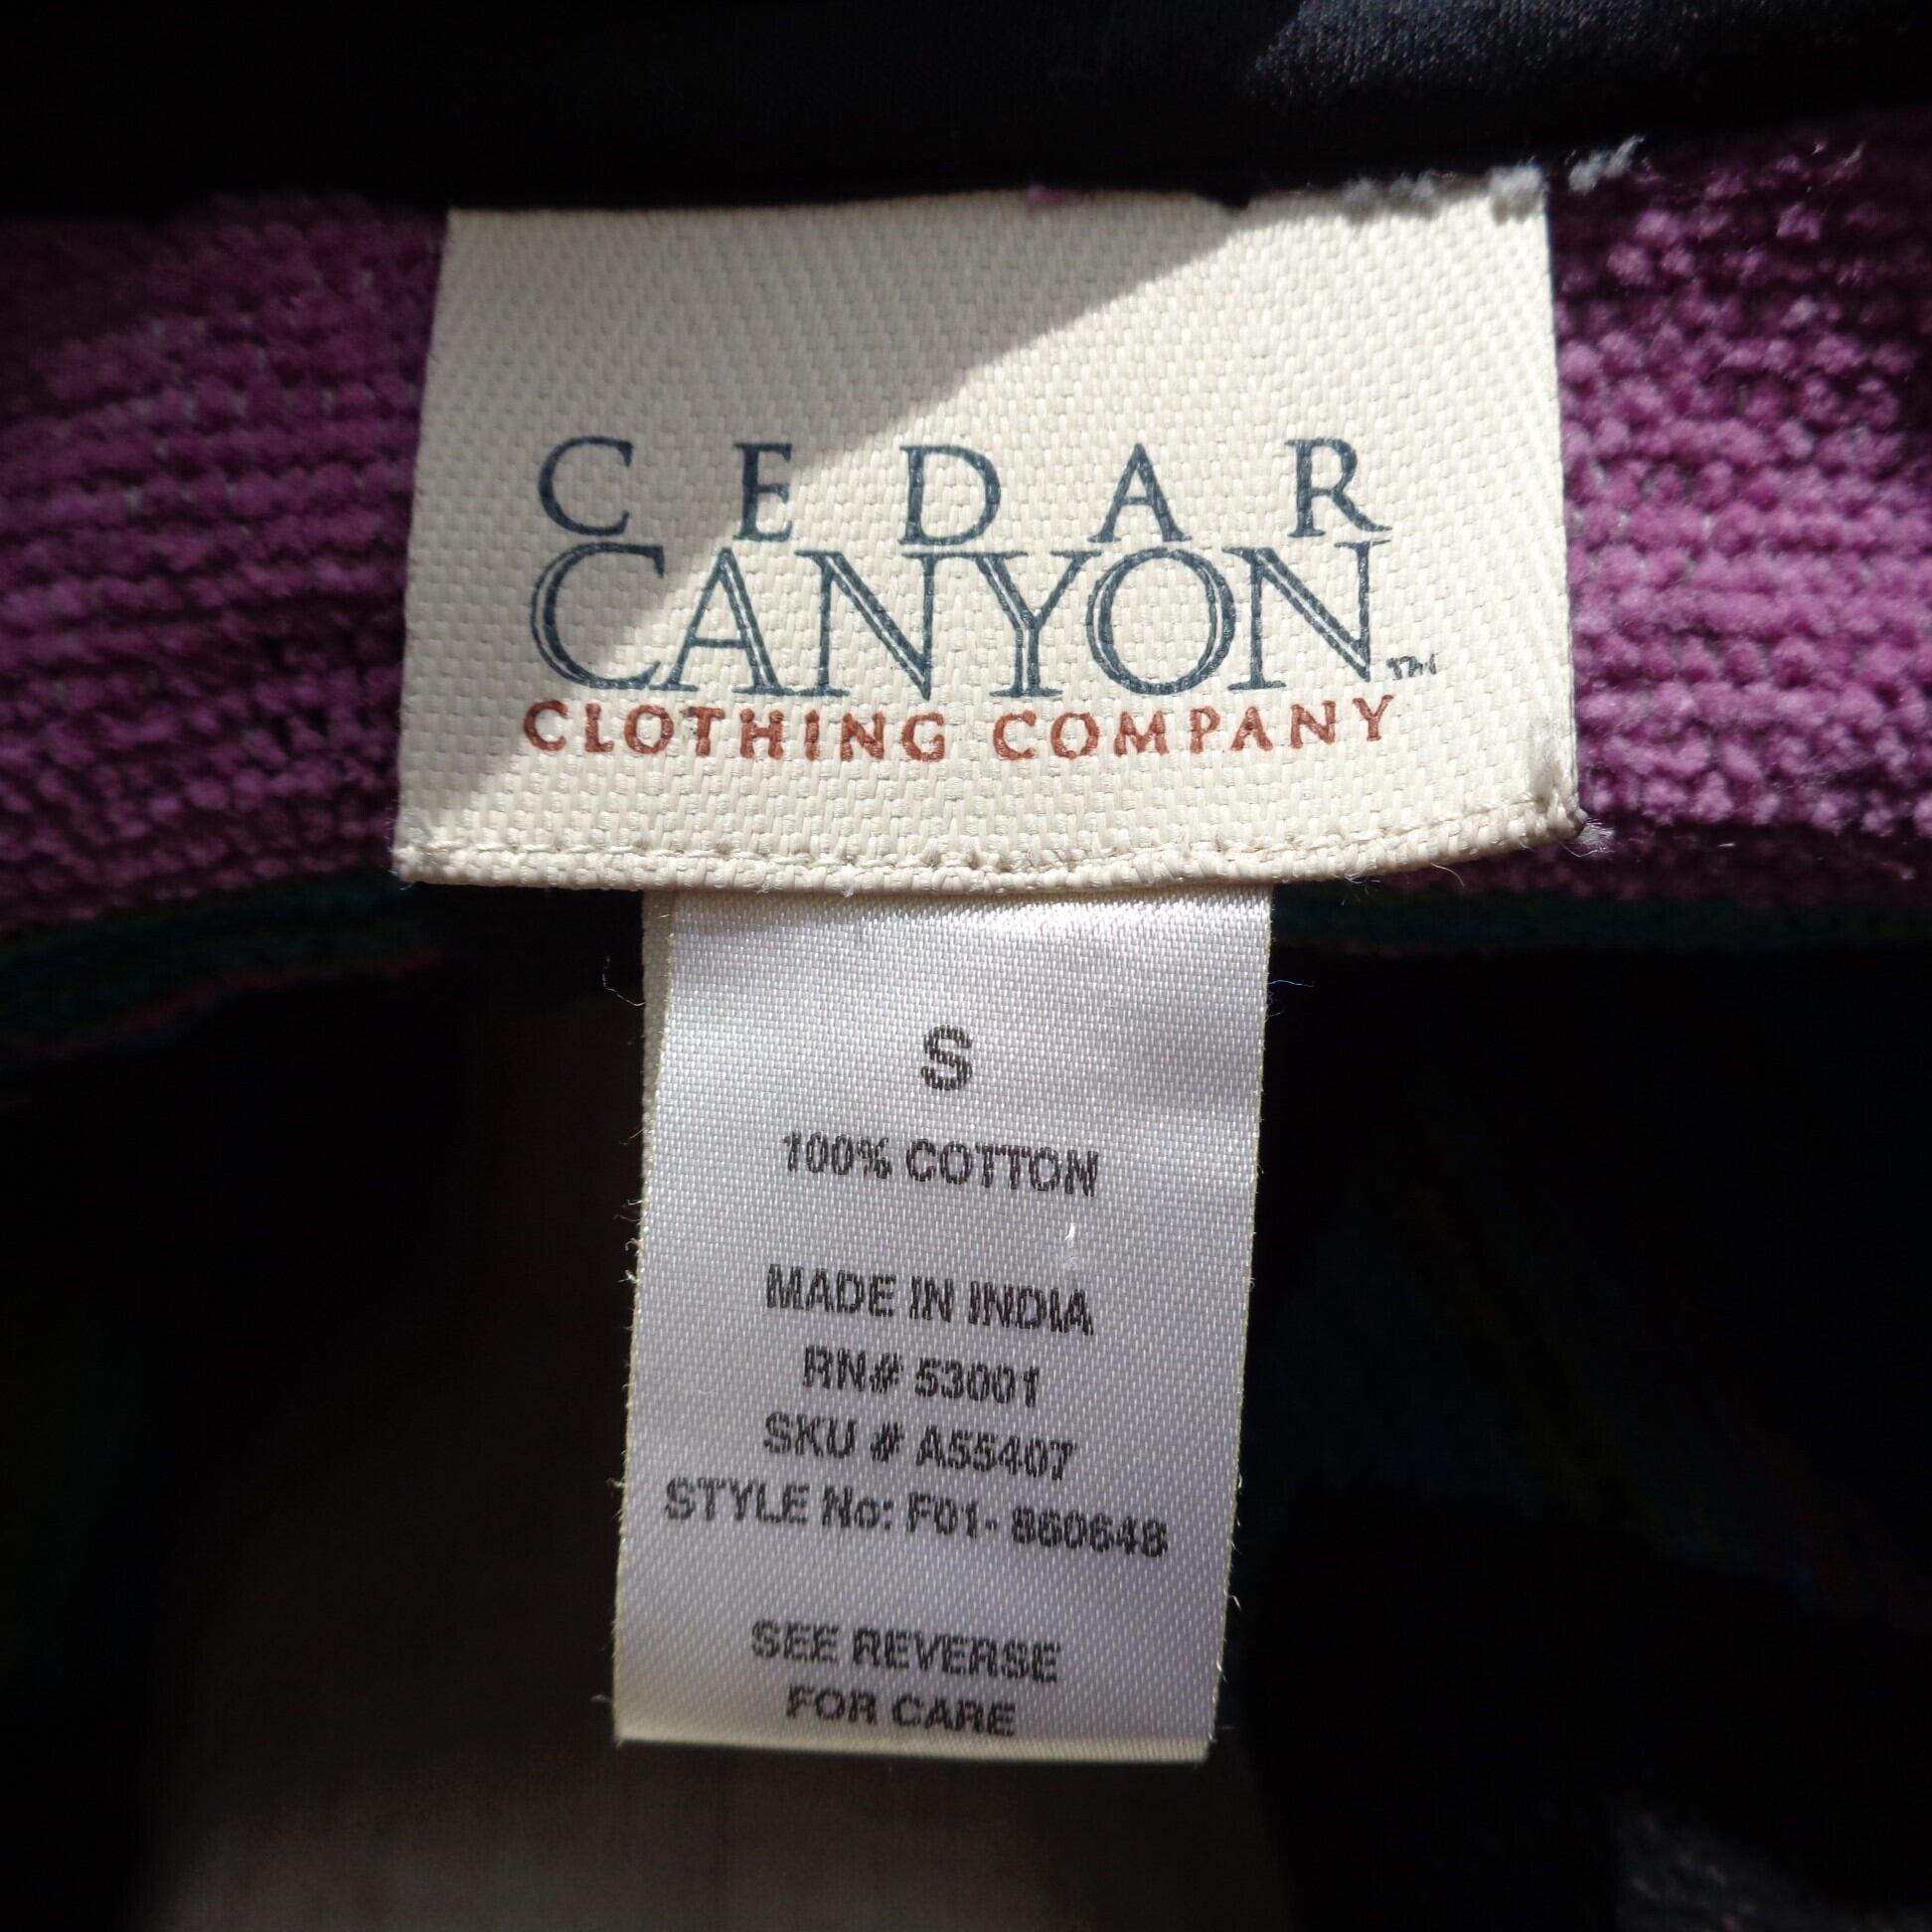 CEDAR
CANYON™
CLOTHING COMPANY
S
100% COTTON
MADE IN INDIA
RN# 53001
SKU # A55407
STYLE No: F01- 860648
SEE REVERSE
FOR CARE